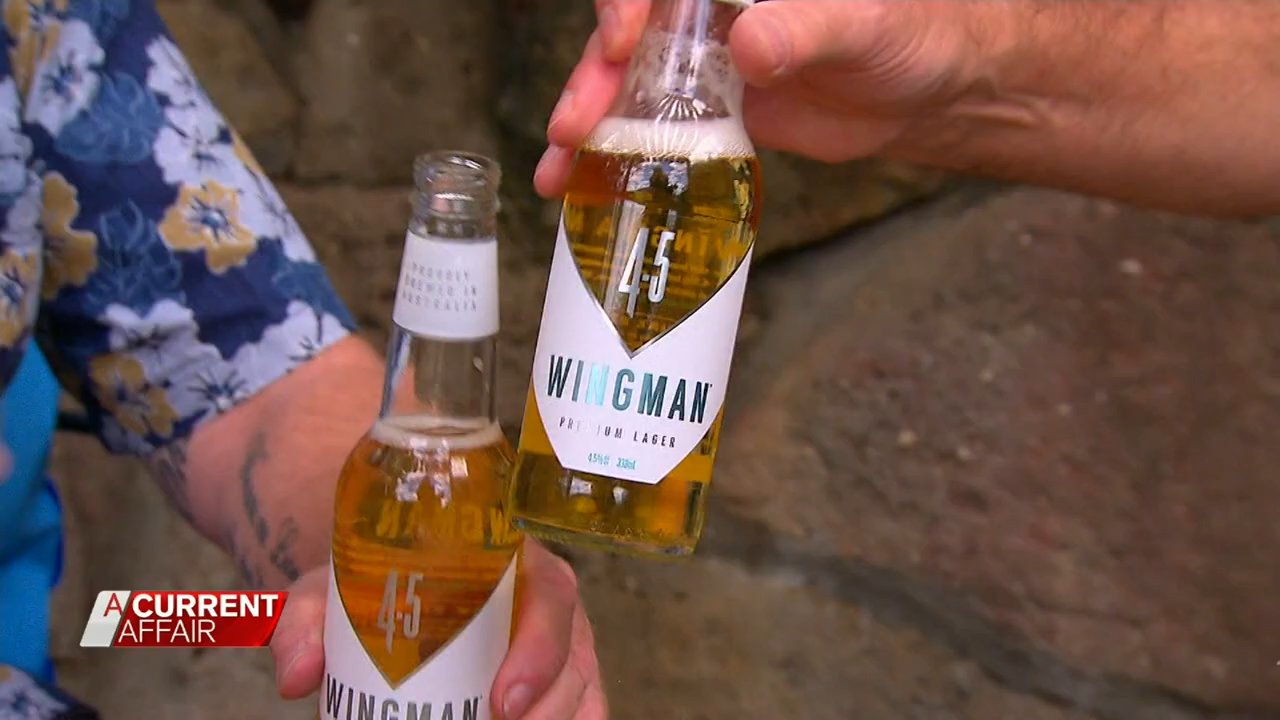 4.5
WINGMAN
PREMIUM LAGER
4.5%
330ml
PROUDLY
BREWED IN
AUSTRALIA
4.5
WINGMAN
A CURRENT
AFFAIR